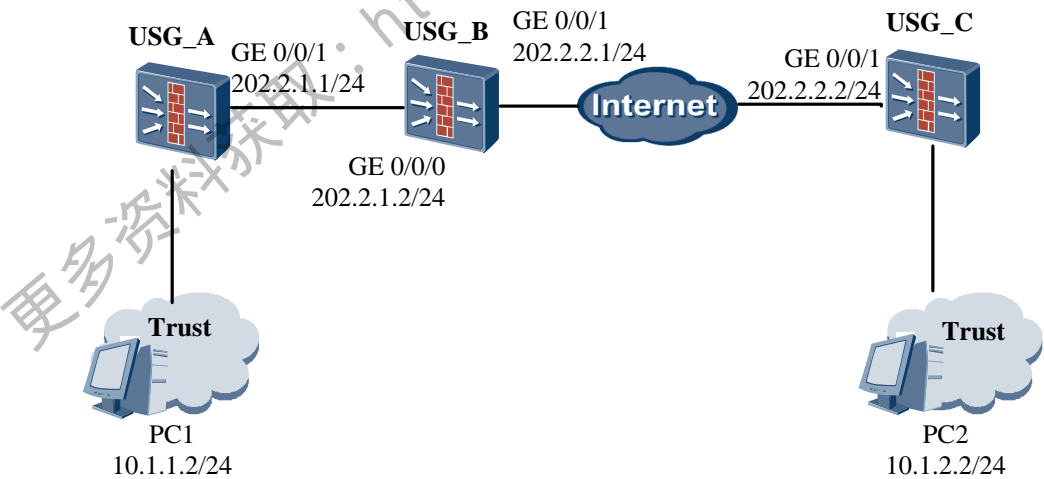 USG_A
GE 0/0/1
202.2.1.1/24
USG_B
GE 0/0/1
202.2.2.1/24
USG_C
GE 0/0/1
202.2.2.2/24
Internet
GE 0/0/0
202.2.1.2/24
Trust
PC1
10.1.1.2/24
Trust
PC2
10.1.2.2/24
更多资料获取：ht